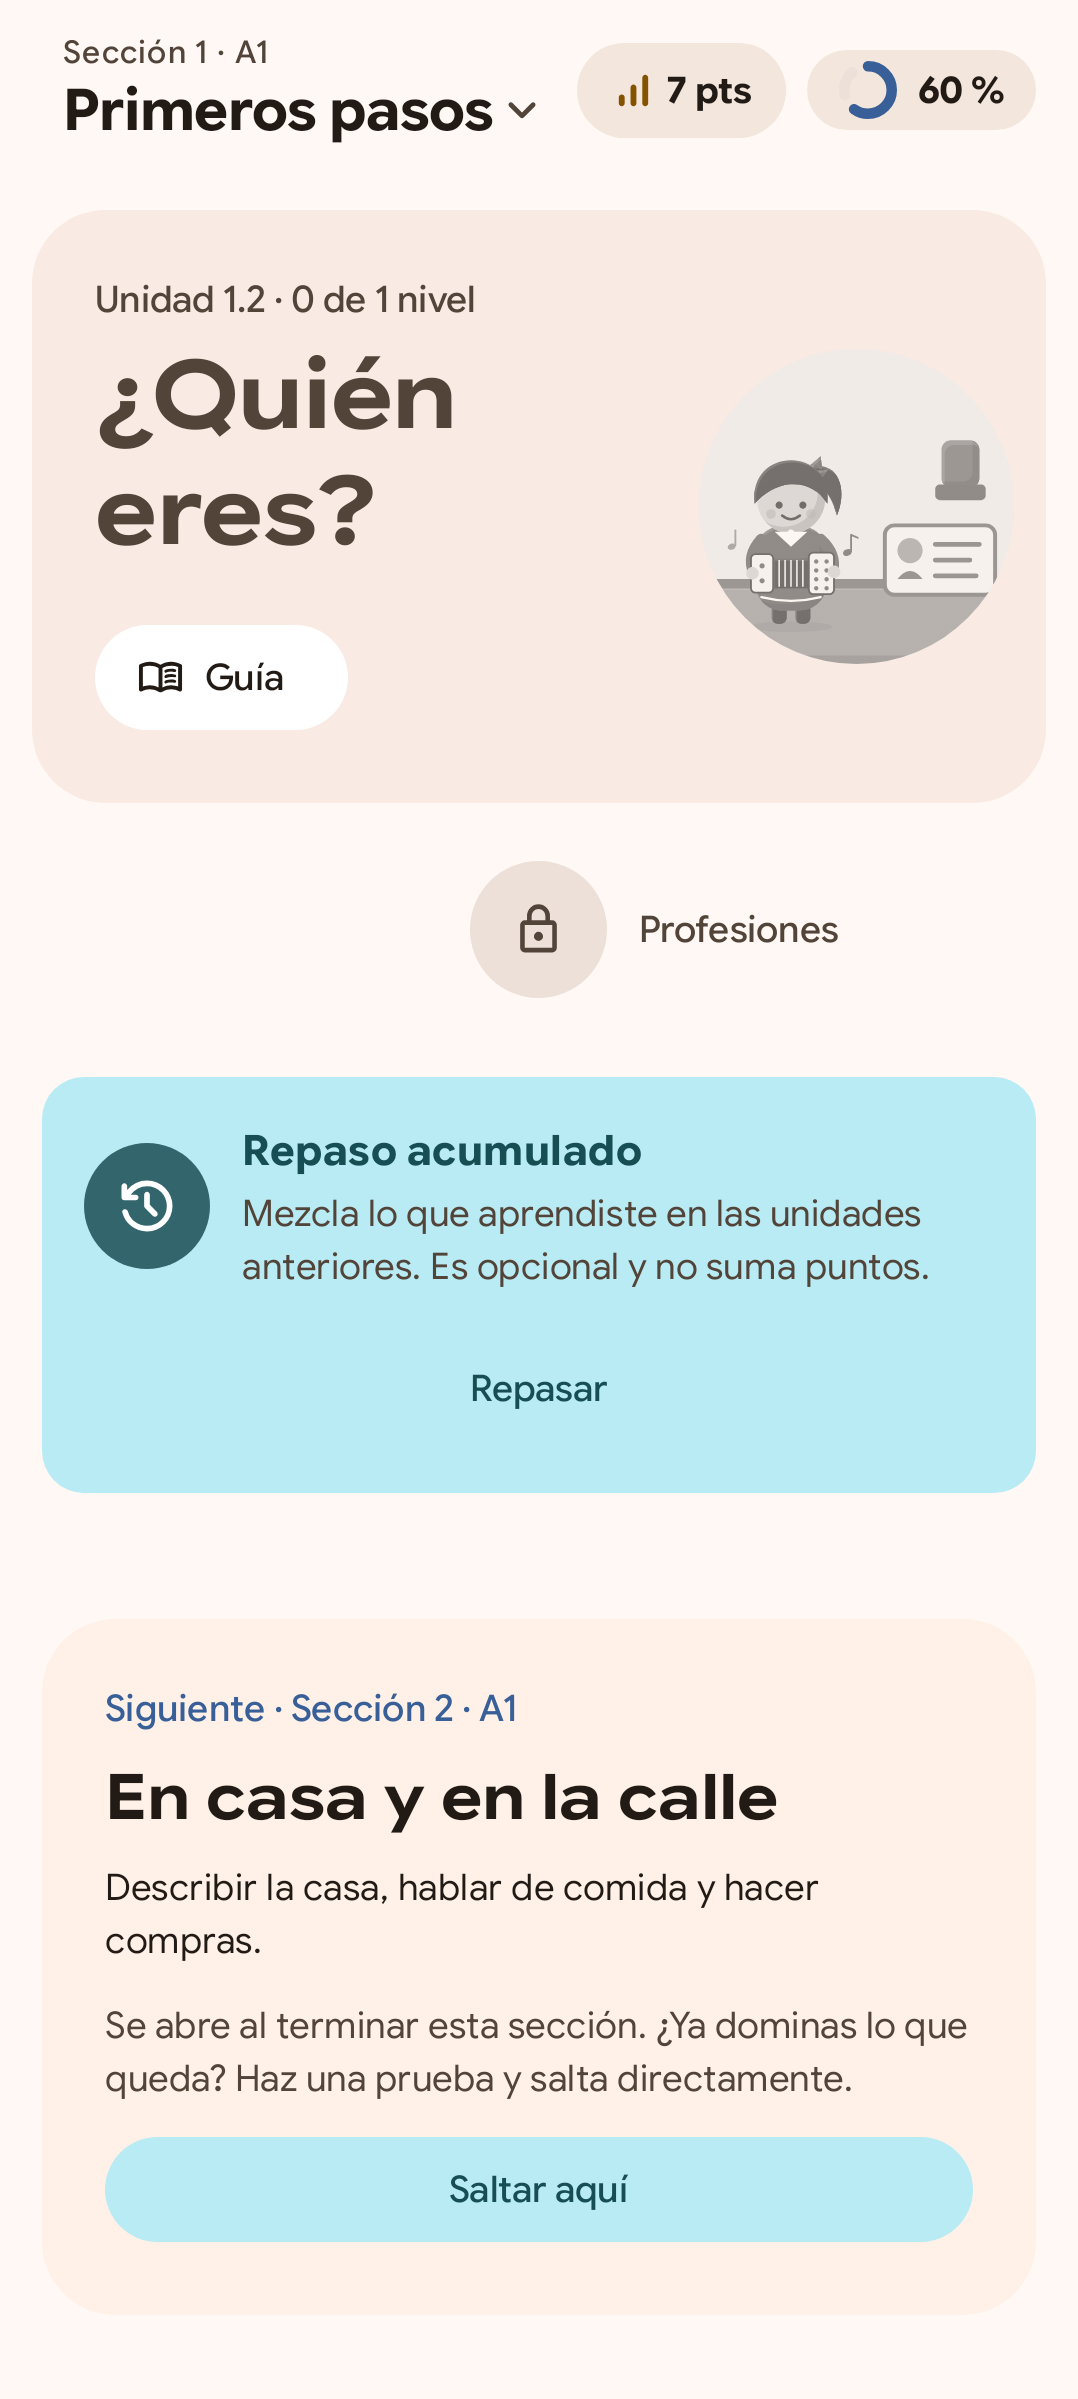 Sección 1 · A1
Primeros pasos
7 pts
60 %
Unidad 1.2 · 0 de 1 nivel
¿Quién
eres?
Guía
Profesiones
Repaso acumulado
Mezcla lo que aprendiste en las unidades
anteriores. Es opcional y no suma puntos.
Repasar
Siguiente · Sección 2 · A1
En casa y en la calle
Describir la casa, hablar de comida y hacer
compras.
Se abre al terminar esta sección. ¿Ya dominas lo que
queda? Haz una prueba y salta directamente.
Saltar aquí